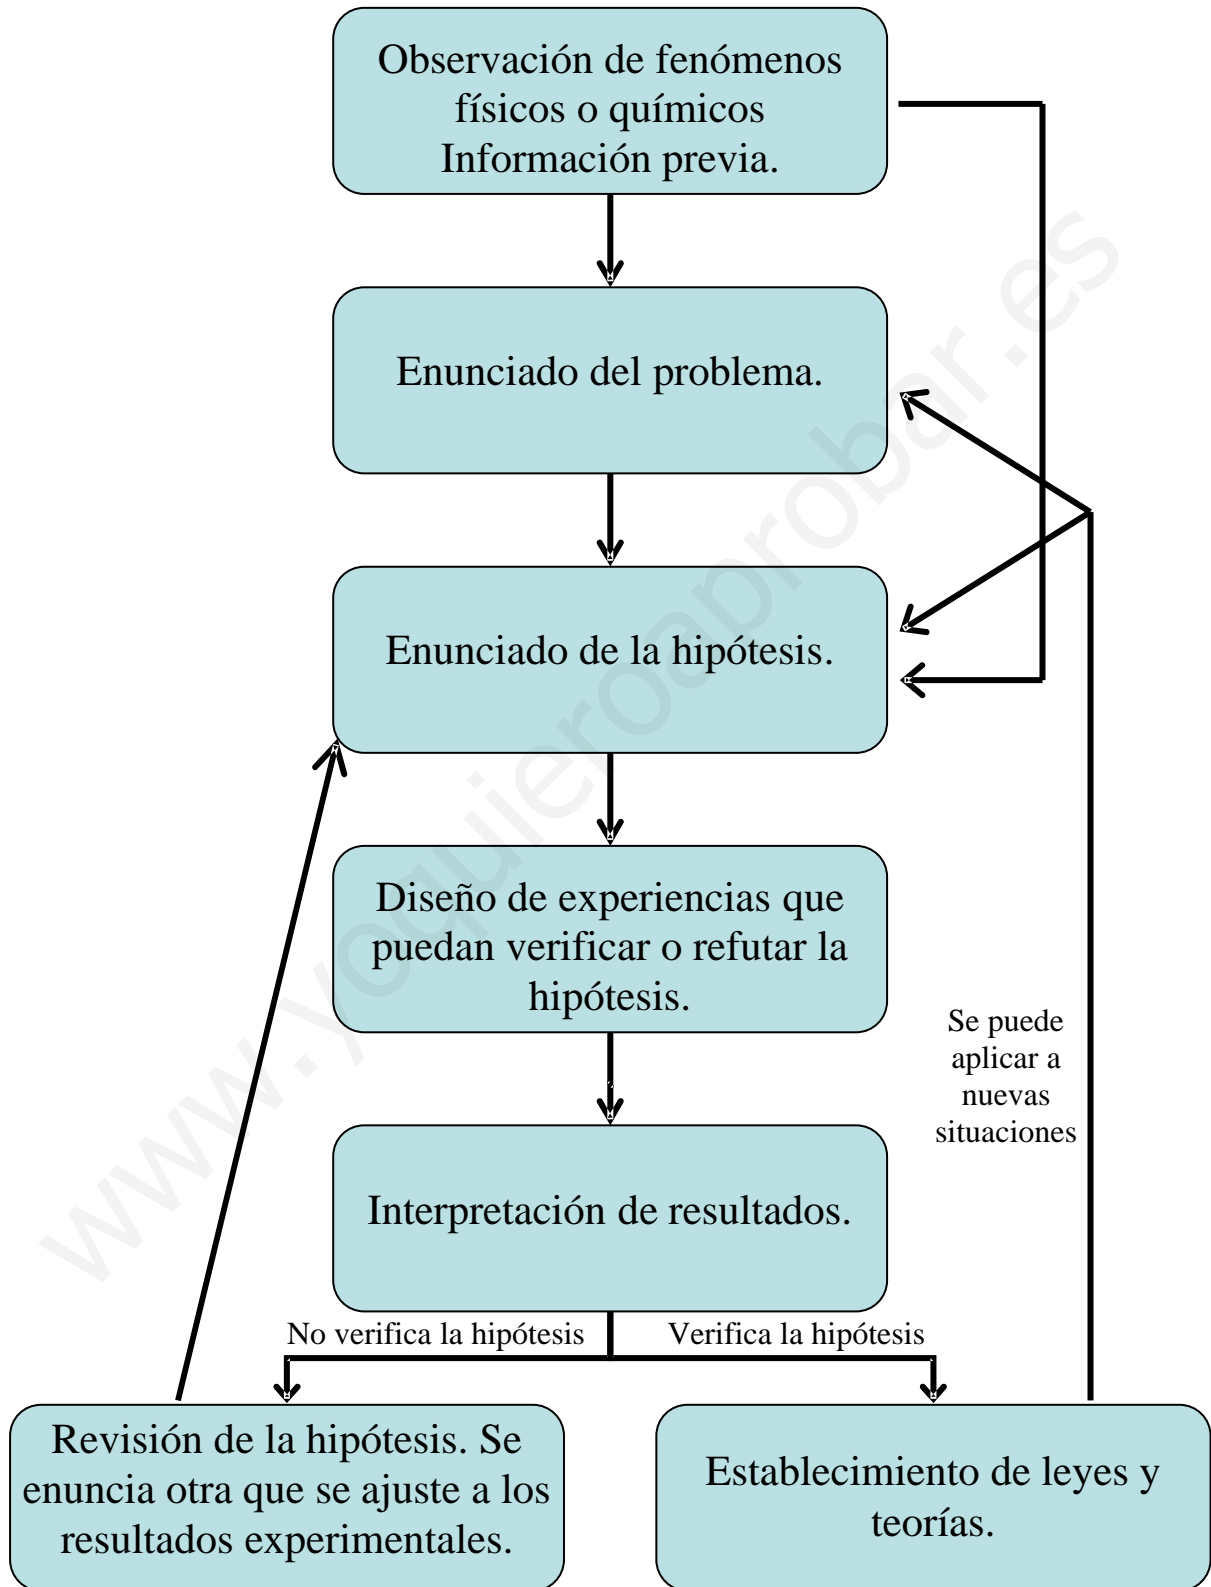 Observación de fenómenos
físicos o químicos
Información previa.
Enunciado del problema.
Enunciado de la hipótesis.
Diseño de experiencias que
puedan verificar o refutar la
hipótesis.
Se puede
aplicar a
nuevas
situaciones
Interpretación de resultados.
No verifica la hipótesis
Verifica la hipótesis
Revisión de la hipótesis. Se
enuncia otra que se ajuste a los
resultados experimentales.
Establecimiento de leyes y
teorías.
www.yoquieroaprobar.es